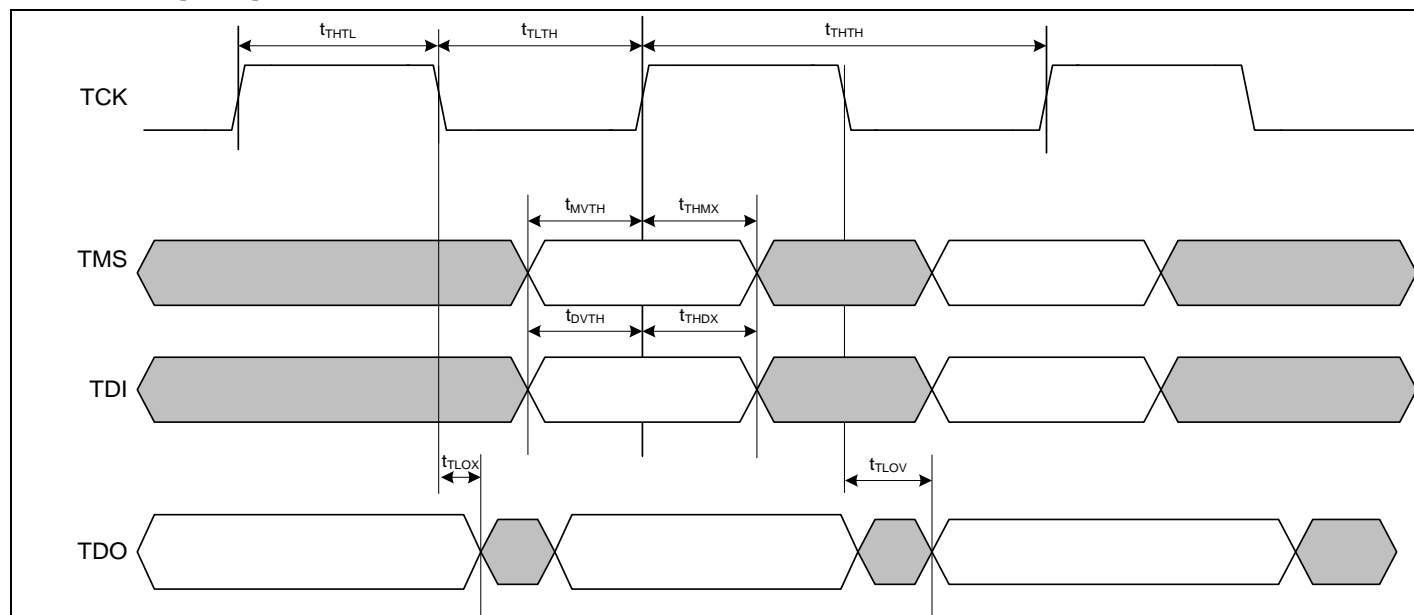 tTHTL tTLTH tTHTH
TCK
tMVTH tTHMX
TMS
tDVTH tTHDX
TDI
tTLOX tTLOV
TDO